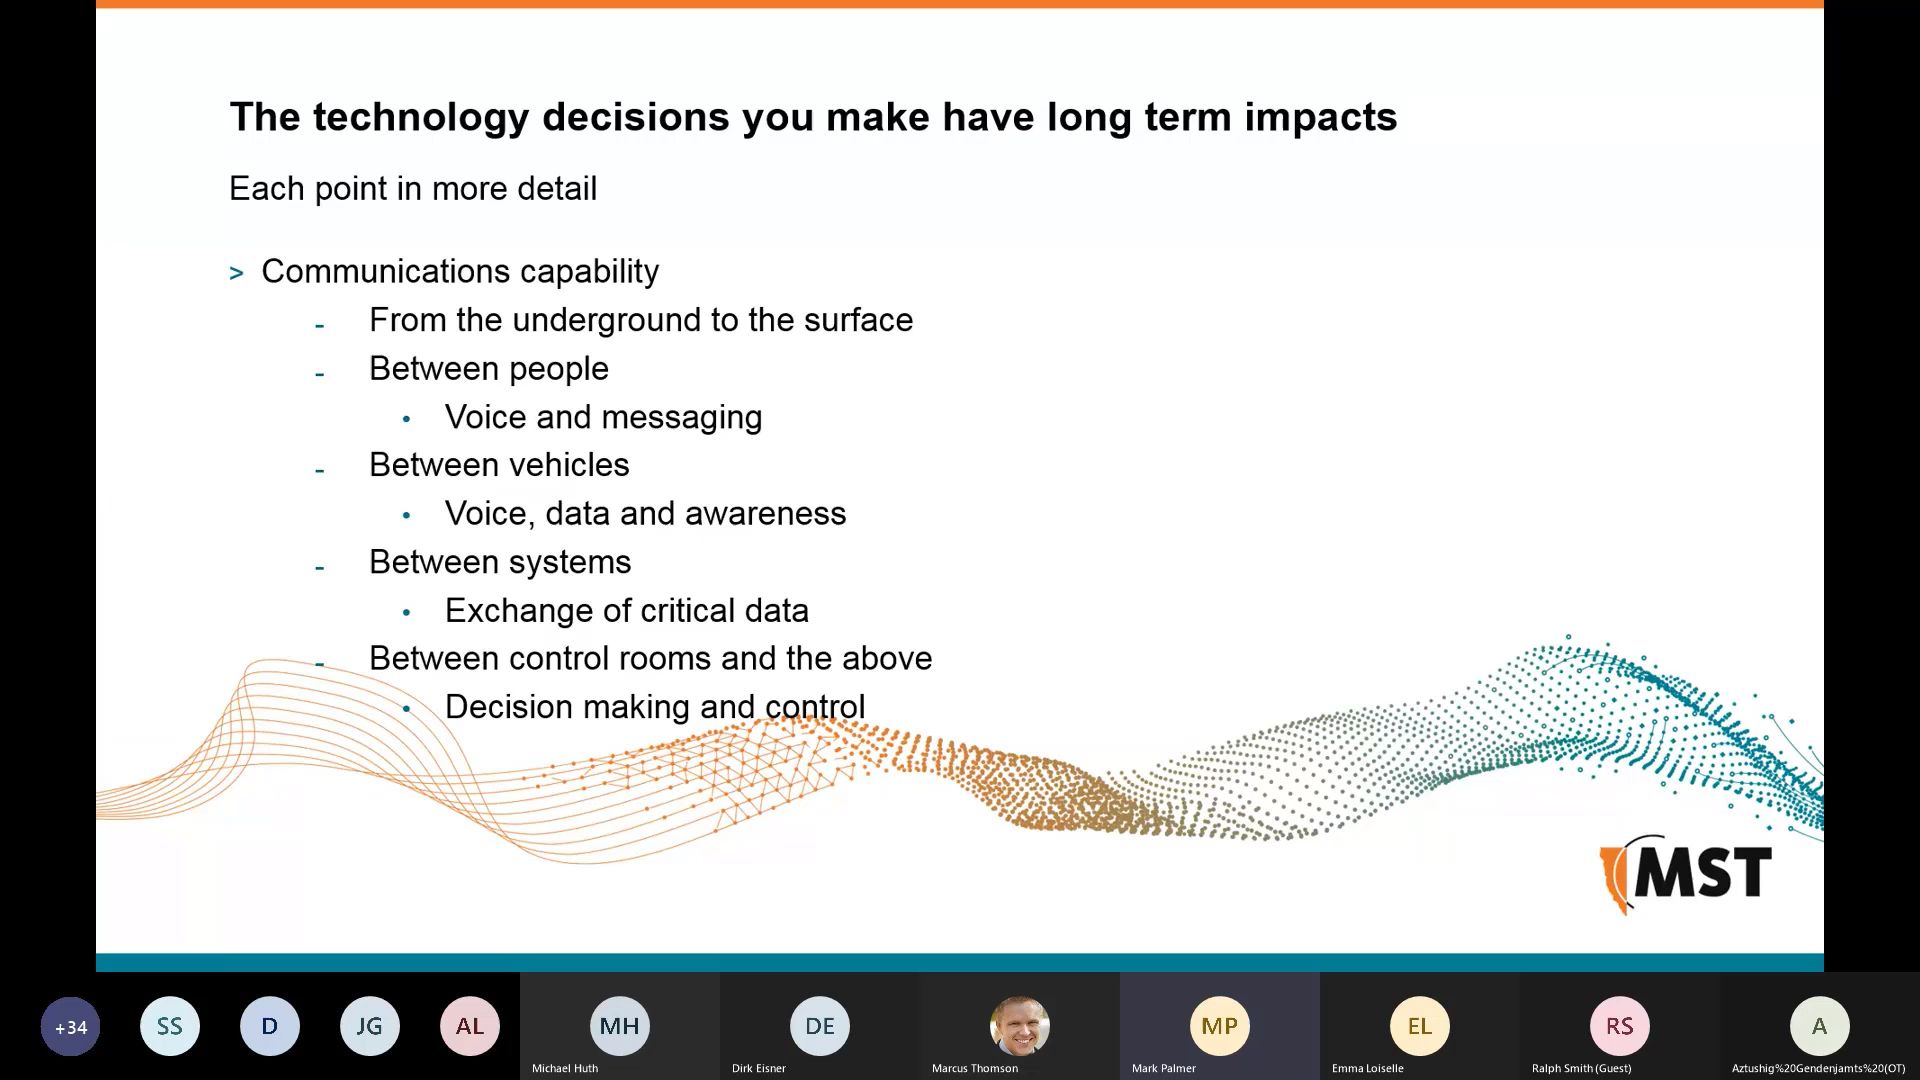 The technology decisions you make have long term impacts
Each point in more detail
> Communications capability
- From the underground to the surface
- Between people
• Voice and messaging
- Between vehicles
• Voice, data and awareness
- Between systems
• Exchange of critical data
- Between control rooms and the above
• Decision making and control
MST
+34
SS
D
JG
AL
MH
DE
MP
EL
RS
A
Michael Huth
Dirk Eisner
Marcus Thomson
Mark Palmer
Emma Loiselle
Ralph Smith (Guest)
Aztushig%20Gendenjamts%20(OT)